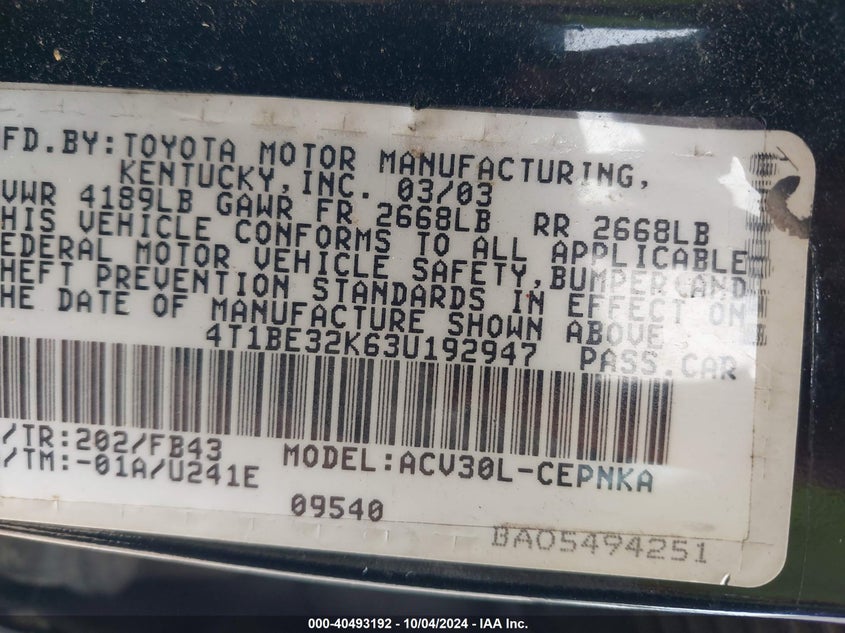 FD.BY:TOYOTA MOTOR MANUFACTURING,
KENTUCKY,INC. 03/03
VWR 4189LB GAWR FR 2668LB RR 2668LB
HIS VEHICLE CONFORMS TO ALL APPLICABLE
EDERAL MOTOR VEHICLE SAFETY,BUMPER,AND
HEFT PREVENTION STANDARDS IN EFFECT ON
HE DATE OF MANUFACTURE SHOWN ABOVE
4T1BE32K63U192947 PASS.CAR
/TR:202/FB43
/TM:-01A/U241E
MODEL:ACV30L-CEPNKA
09540
BA05494251
000-40493192 - 10/04/2024 - IAA Inc.